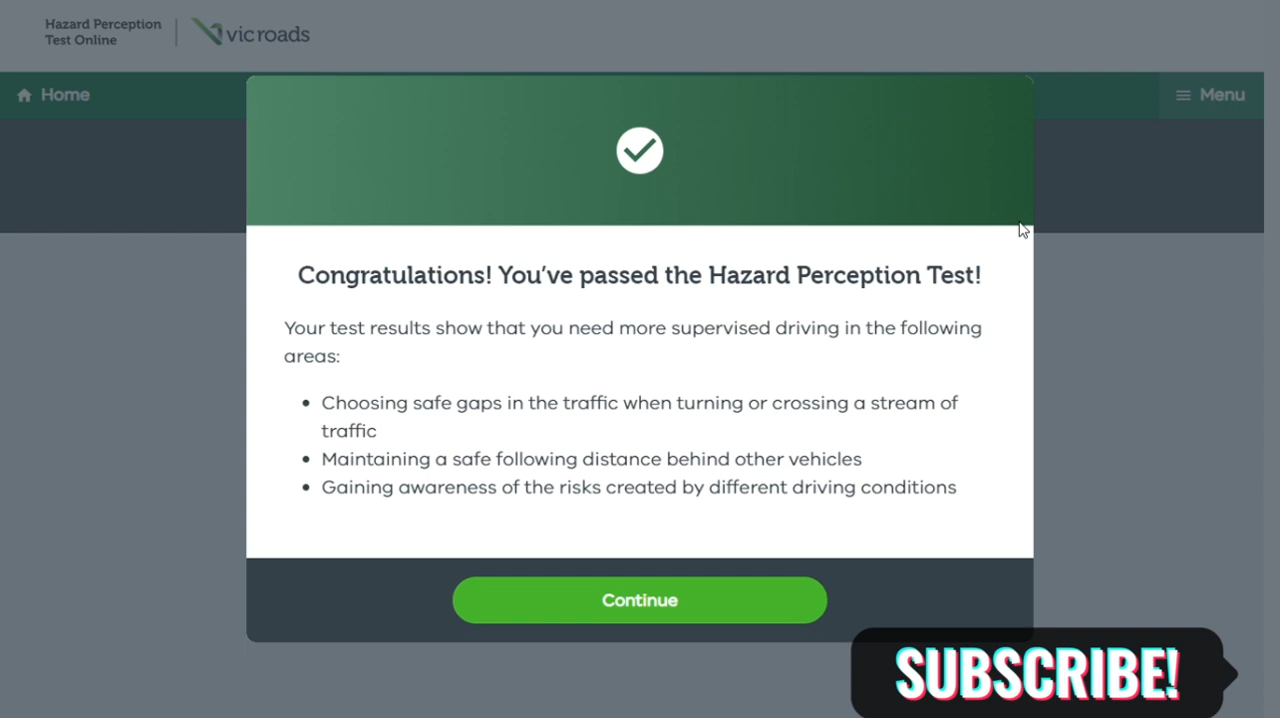 Hazard Perception
Test Online
vic roads
Home
Menu
Congratulations! You’ve passed the Hazard Perception Test!
Your test results show that you need more supervised driving in the following
areas:
• Choosing safe gaps in the traffic when turning or crossing a stream of
traffic
• Maintaining a safe following distance behind other vehicles
• Gaining awareness of the risks created by different driving conditions
Continue
SUBSCRIBE!